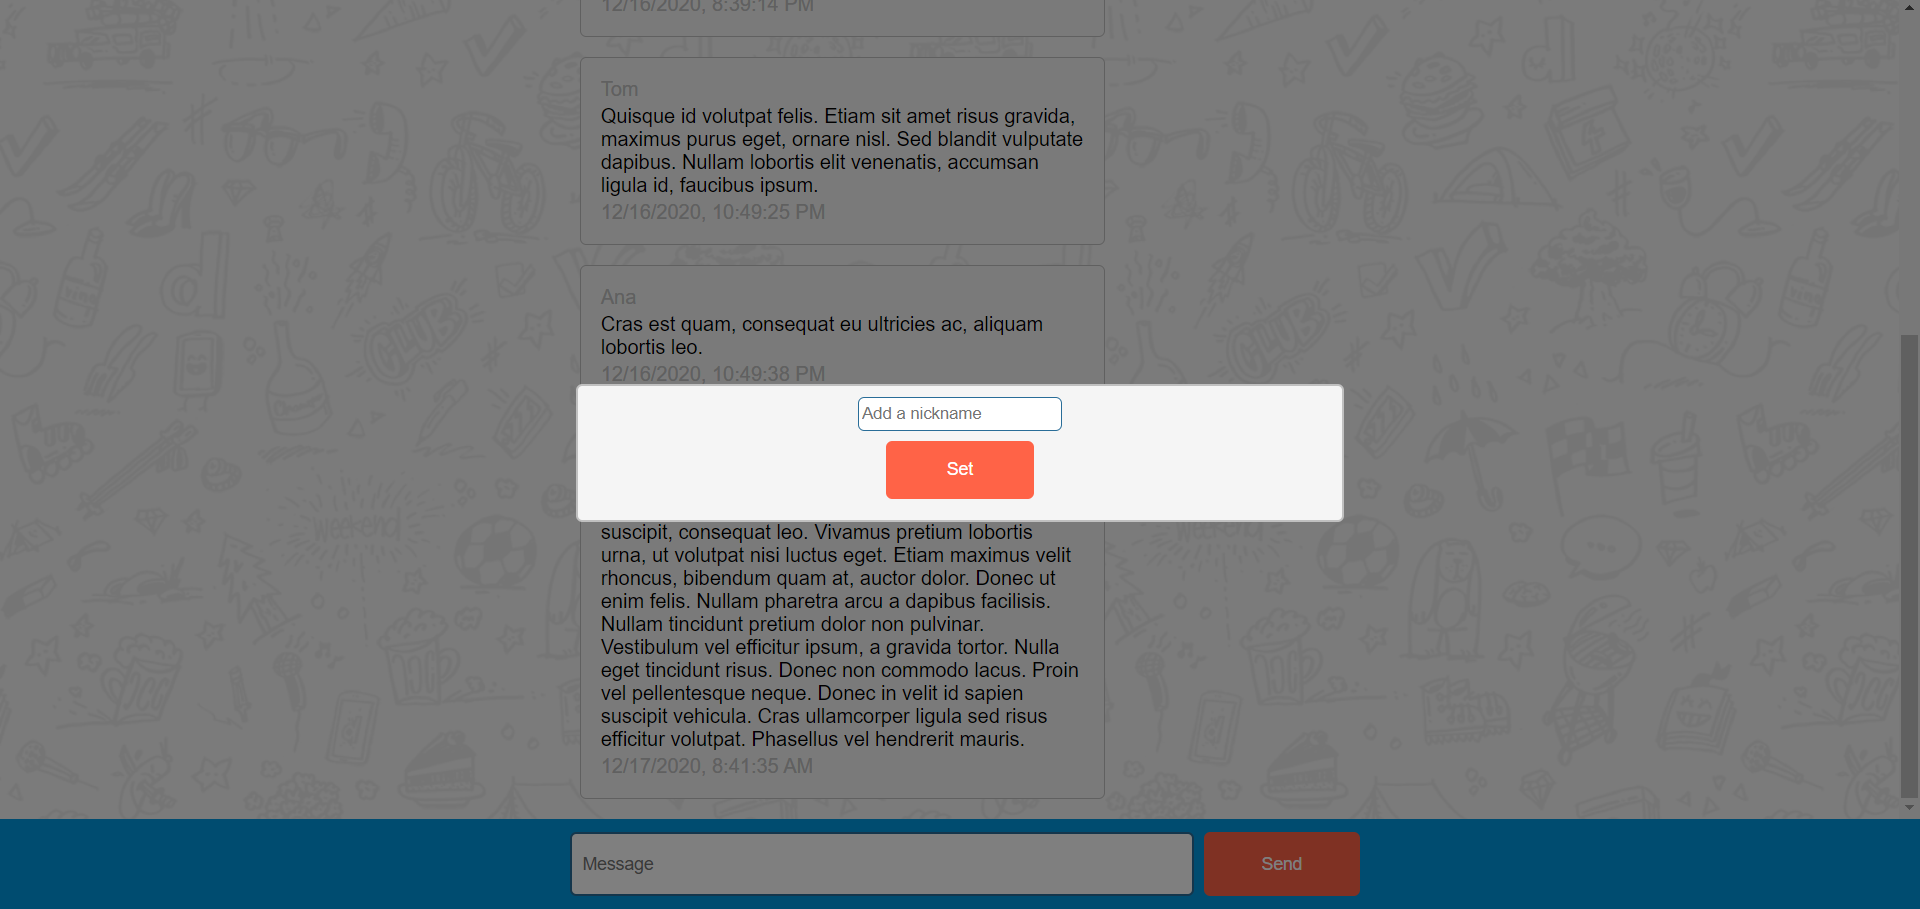 12/16/2020, 8:39:14 PM
Tom
Quisque id volutpat felis. Etiam sit amet risus gravida,
maximus purus eget, ornare nisl. Sed blandit vulputate
dapibus. Nullam lobortis elit venenatis, accumsan
ligula id, faucibus ipsum.
12/16/2020, 10:49:25 PM
Ana
Cras est quam, consequat eu ultricies ac, aliquam
lobortis leo.
12/16/2020, 10:49:38 PM
Add a nickname
Set
suscipit, consequat leo. Vivamus pretium lobortis
urna, ut volutpat nisi luctus eget. Etiam maximus velit
rhoncus, bibendum quam at, auctor dolor. Donec ut
enim felis. Nullam pharetra arcu a dapibus facilisis.
Nullam tincidunt pretium dolor non pulvinar.
Vestibulum vel efficitur ipsum, a gravida tortor. Nulla
eget tincidunt risus. Donec non commodo lacus. Proin
vel pellentesque neque. Donec in velit id sapien
suscipit vehicula. Cras ullamcorper ligula sed risus
efficitur volutpat. Phasellus vel hendrerit mauris.
12/17/2020, 8:41:35 AM
Message
Send
CLUB
CLUB
weekend
weekend